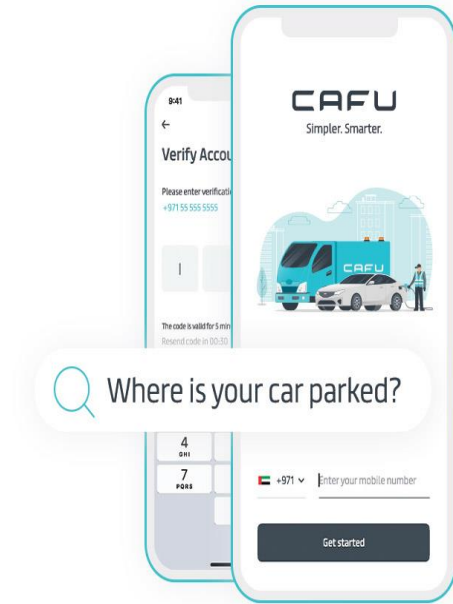 9:41
Verify Accou
Please enter verificati
+971 55 555 5555
The code is valid for 5 min
Resend code in 00:30
4
GHI
7
PQRS
CAFU
Simpler. Smarter.
CAFU
Where is your car parked?
+971
Enter your mobile number
Get started